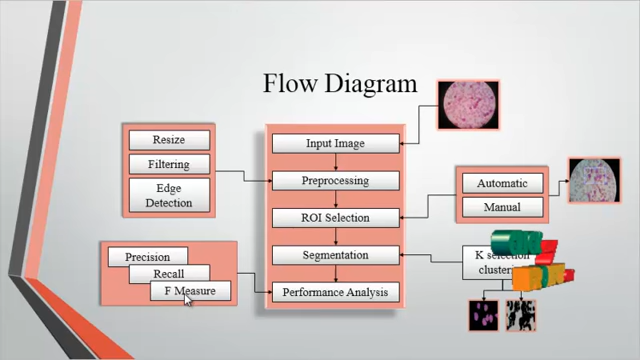 Flow Diagram
Resize
Filtering
Edge
Detection
Input Image
Preprocessing
ROI Selection
Segmentation
Performance Analysis
Automatic
Manual
Precision
Recall
F Measure
K selection